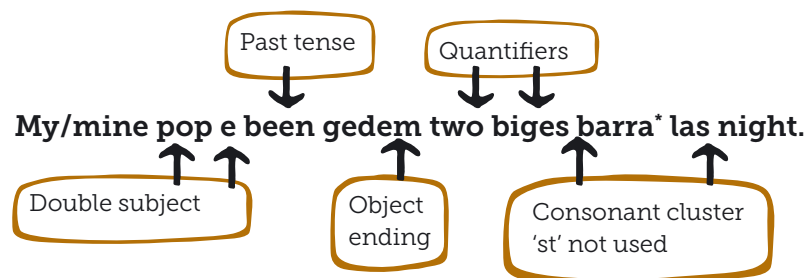 Past tense
Quantifiers
My/mine pop e been gedem two biges barra* las night.
Double subject
Object
ending
Consonant cluster
‘st’ not used